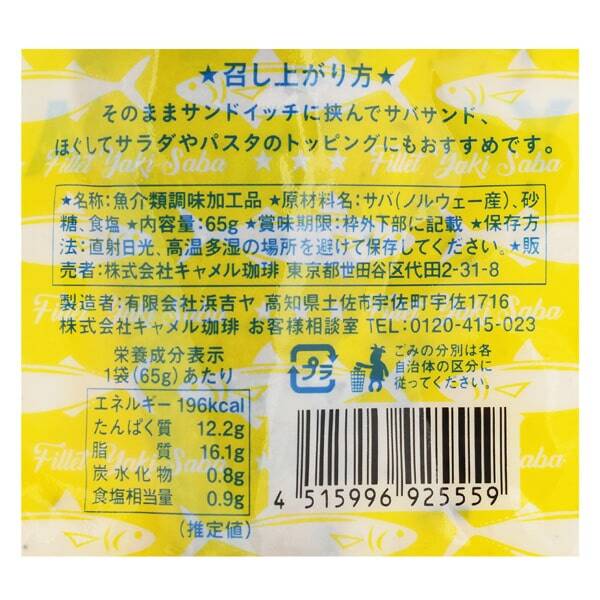 ★召し上がり方★
そのままサンドイッチに挟んでサバサンド、
ほぐしてサラダやパスタのトッピングにもおすすめです。
Fillet Yaki Saba ★ ★ ★ Fillet Yaki Saba
★名称:魚介類調味加工品 ★原材料名:サバ(ノルウェー産)、砂
糖、食塩 ★内容量:65g ★賞味期限:枠外下部に記載 ★保存方
法:直射日光、高温多湿の場所を避けて保存してください。★販
売者:株式会社キャメル珈琲 東京都世田谷区代田2-31-8
製造者:有限会社浜吉ヤ 高知県土佐市宇佐町宇佐1716
株式会社キャメル珈琲 お客様相談室 TEL:0120-415-023
栄養成分表示
1袋(65g)あたり
エネルギー 196kcal
たんぱく質 12.2g
脂質 16.1g
炭水化物 0.8g
食塩相当量 0.9g
(推定値)
プラ
ごみの分別は各
自治体の区分に
従ってください。
Fillet Yaki Saba
4 515996 925559